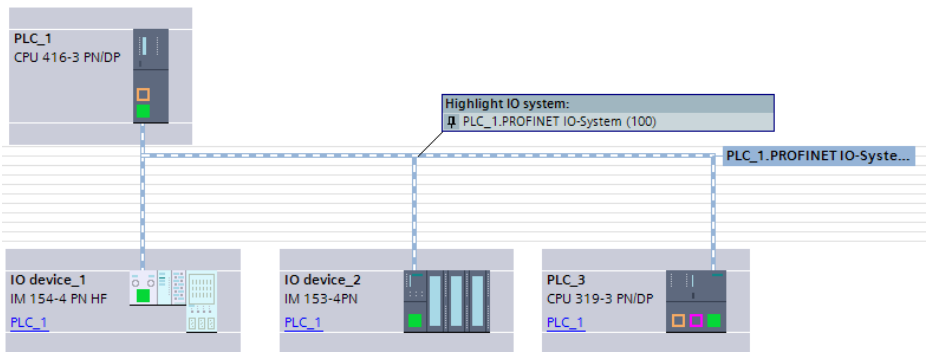 PLC_1
CPU 416-3 PN/DP
Highlight IO system:
PLC_1.PROFINET IO-System (100)
PLC_1.PROFINET IO-Syste...
IO device_1
IM 154-4 PN HF
PLC_1
IO device_2
IM 153-4PN
PLC_1
PLC_3
CPU 319-3 PN/DP
PLC_1